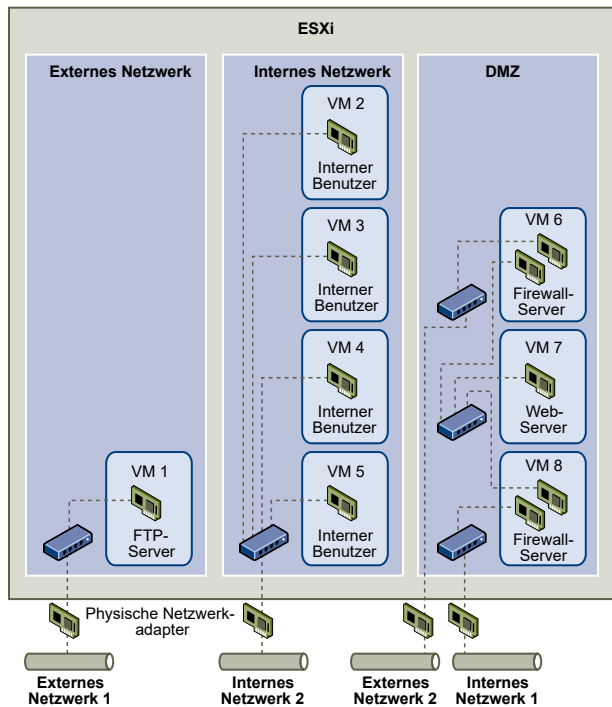 ESXi
Externes Netzwerk
VM 1
FTP-
Server
Internes Netzwerk
VM 2
Interner
Benutzer
VM 3
Interner
Benutzer
VM 4
Interner
Benutzer
VM 5
Interner
Benutzer
DMZ
VM 6
Firewall-
Server
VM 7
Web-
Server
VM 8
Firewall-
Server
Physische Netzwerk-
adapter
Externes
Netzwerk 1
Internes
Netzwerk 2
Externes
Netzwerk 2
Internes
Netzwerk 1